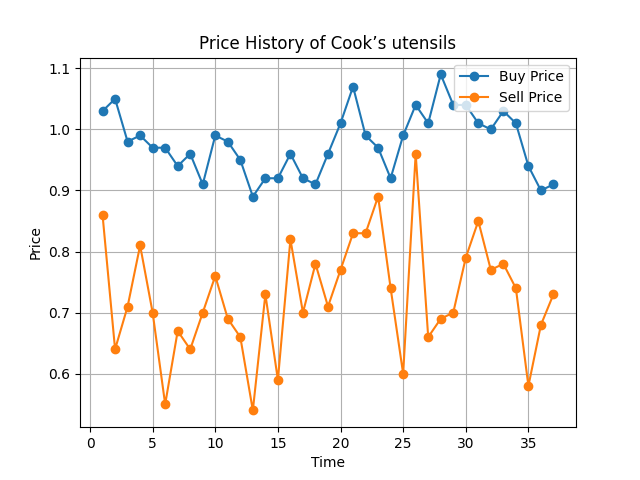 Price History of Cook’s utensils
Buy Price
Sell Price
1.1
1.0
0.9
0.8
0.7
0.6
Price
0 5 10 15 20 25 30 35
Time